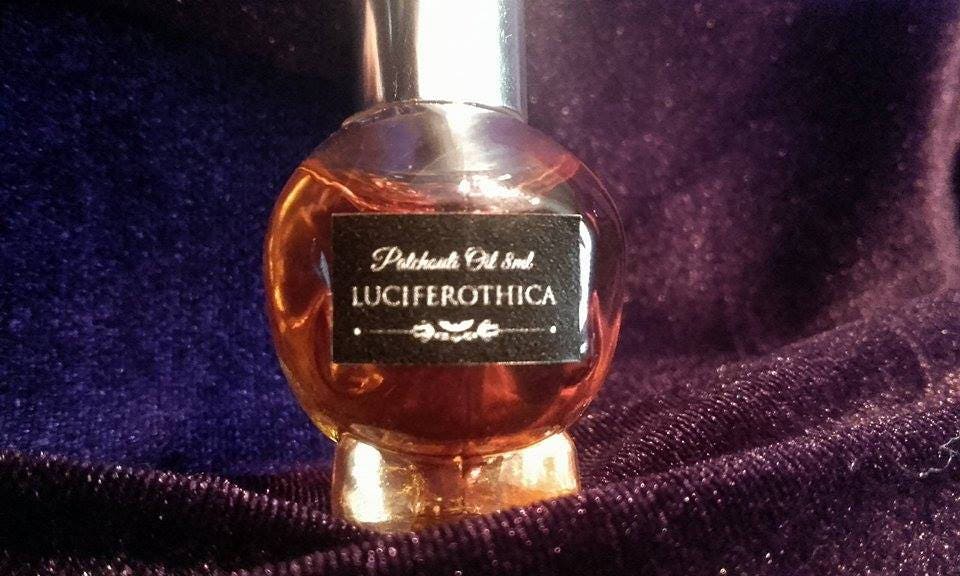 Patchouli Oil 8ml
LUCIFEROTHICA